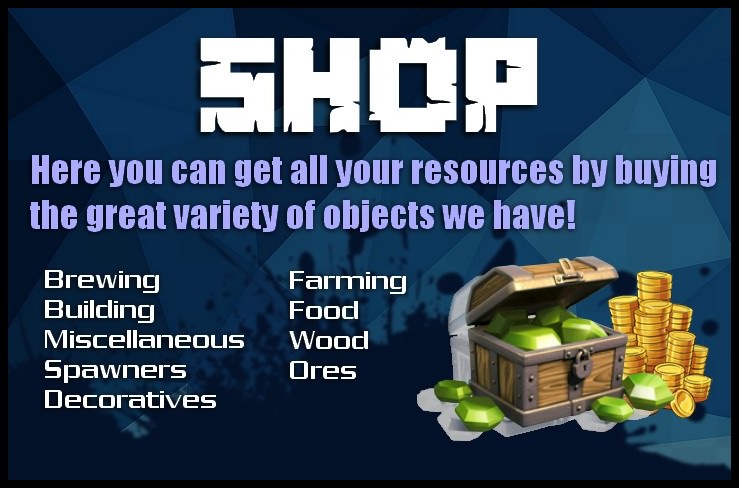 SHOP
Here you can get all your resources by buying
the great variety of objects we have!
Brewing
Building
Miscellaneous
Spawners
Decoratives
Farming
Food
Wood
Ores